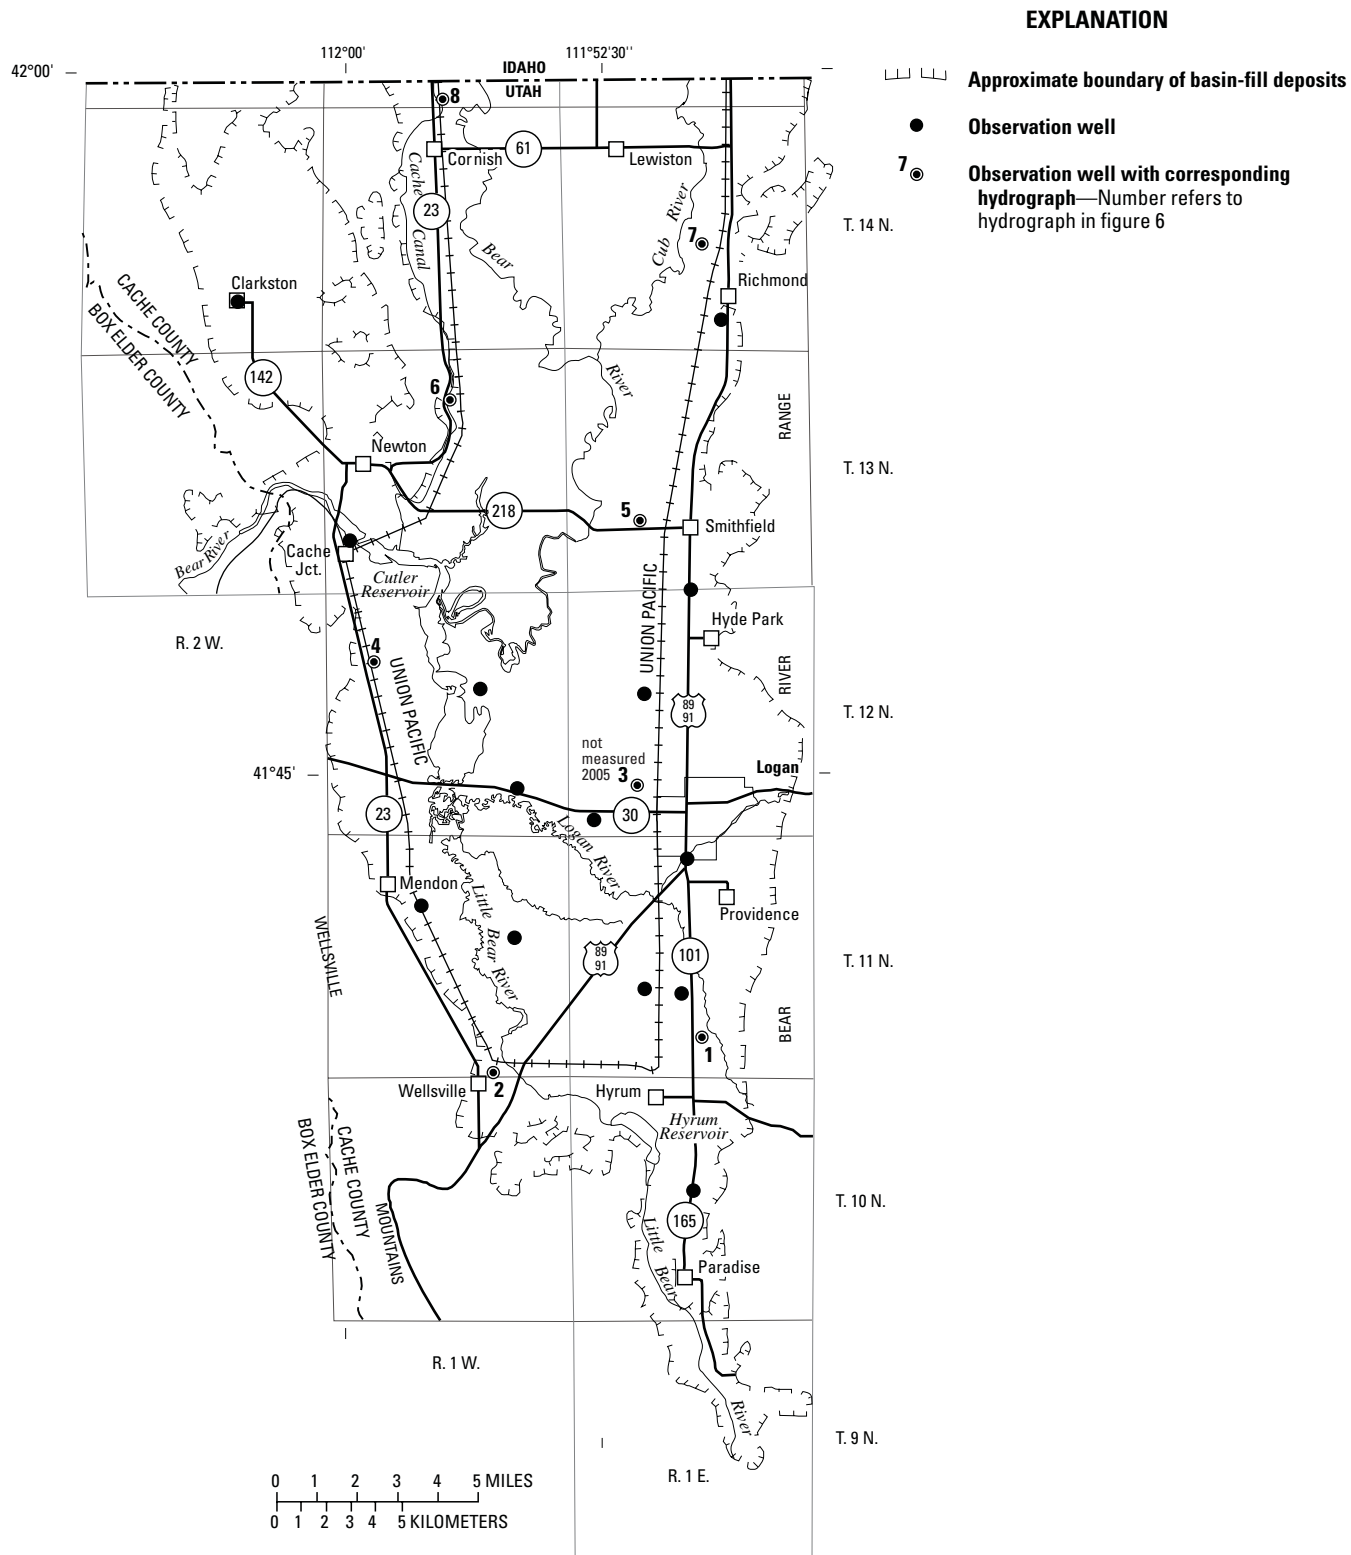 EXPLANATION
Approximate boundary of basin-fill deposits
Observation well
7
Observation well with corresponding
hydrograph—Number refers to
hydrograph in figure 6
112°00'
111°52'30''
42°00'
IDAHO
UTAH
8
Cornish
61
Lewiston
Cache Canal
23
Bear
Cub River
7
T. 14 N.
Clarkston
Richmond
CACHE COUNTY
BOX ELDER COUNTY
142
6
River
RANGE
Newton
T. 13 N.
218
5
Smithfield
Bear River
Cache
Jct.
Cutler
Reservoir
UNION PACIFIC
R. 2 W.
Hyde Park
4
UNION PACIFIC
RIVER
89
91
T. 12 N.
not
measured
2005
3
41°45'
Logan
23
30
Logan River
Mendon
Little Bear River
Providence
WELLSVILLE
89
91
101
T. 11 N.
BEAR
1
Wellsville
2
Hyrum
Hyrum
Reservoir
BOX ELDER COUNTY
CACHE COUNTY
MOUNTAINS
T. 10 N.
165
Little Bear
Paradise
R. 1 W.
River
T. 9 N.
R. 1 E.
0 1 2 3 4 5 MILES
0 1 2 3 4 5 KILOMETERS